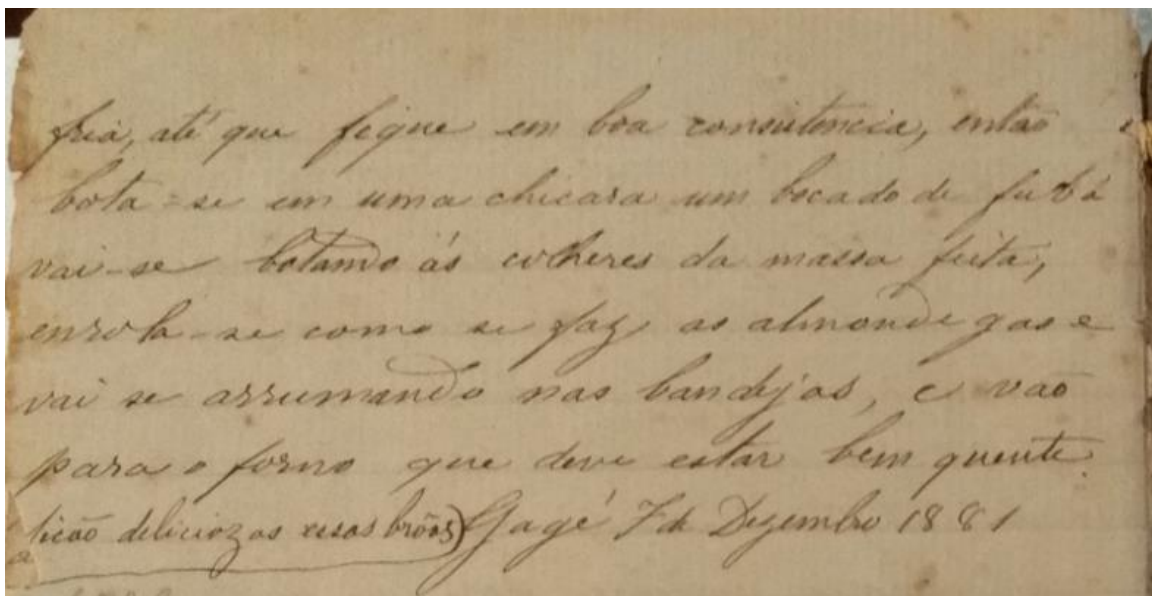 fria, até que fique em boa consistencia, então
bota-se em uma chicara um bocado de fubá
vai-se botando ás colheres da massa feita,
enrola-se como se faz as almondegas e
vai se arrumando nas bandejas, e vão
para o forno que deve estar bem quente.
ficão deliciozas essas brôas) Gagé 7 de Dezembro 1881